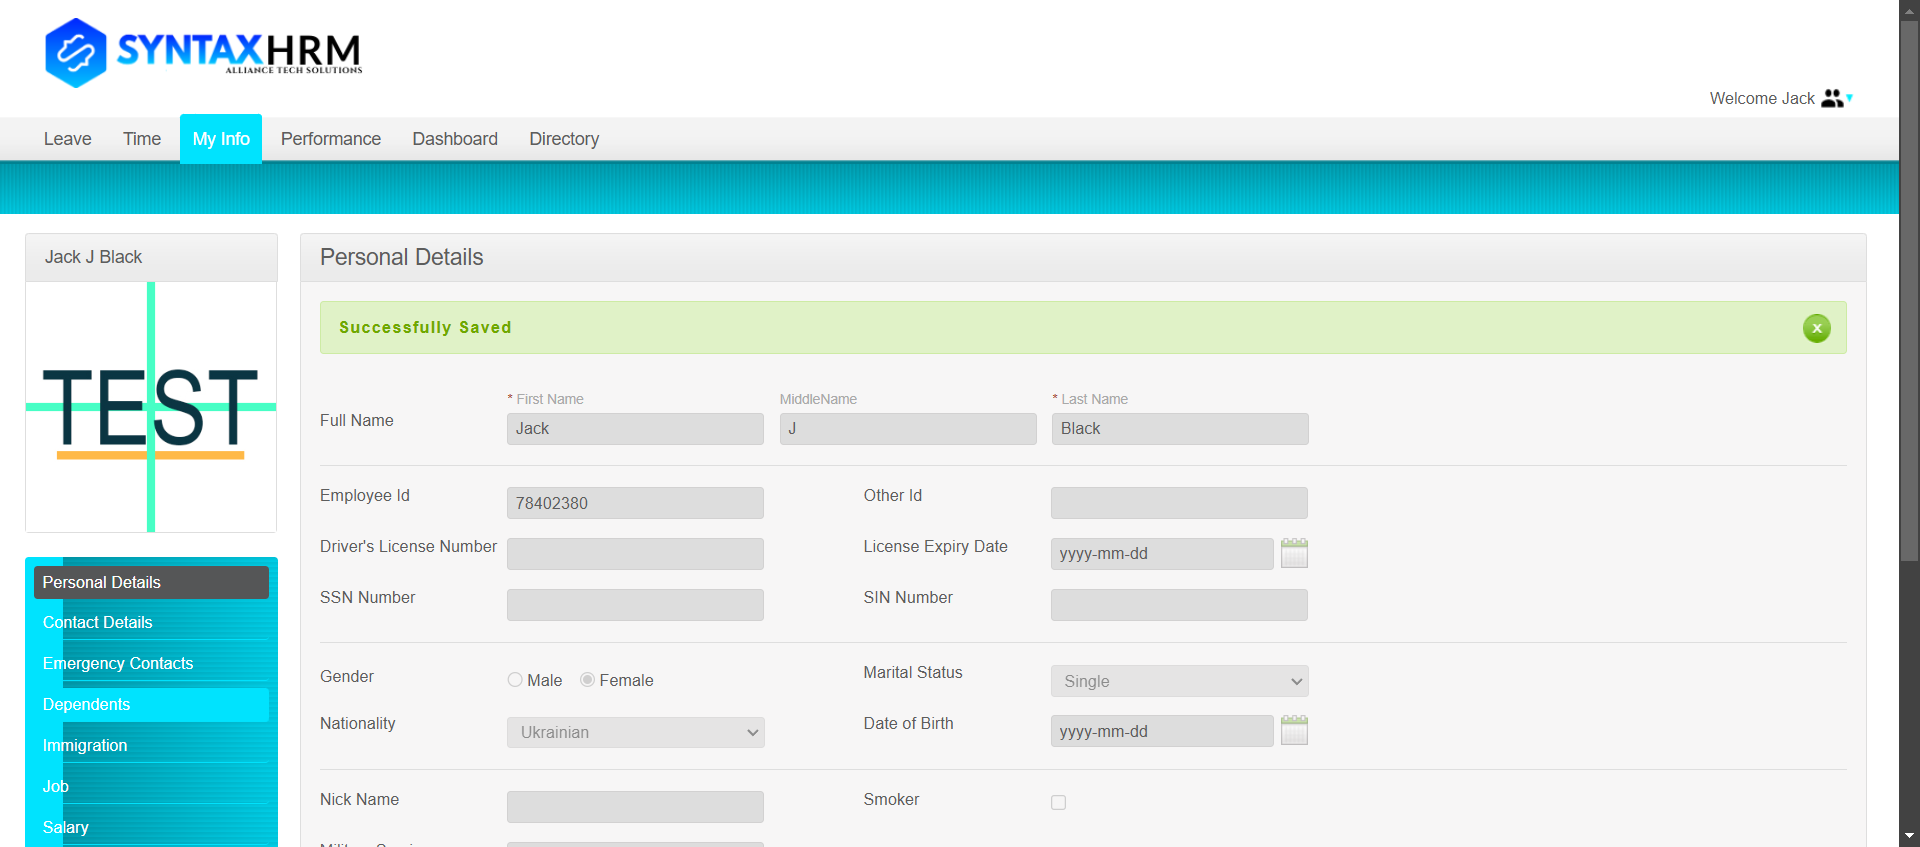 SYNTAXHRM
ALLIANCE TECH SOLUTIONS
Welcome Jack
Leave Time My Info Performance Dashboard Directory
Jack J Black
TEST
Personal Details
Contact Details
Emergency Contacts
Dependents
Immigration
Job
Salary
Personal Details
Successfully Saved x
* First Name MiddleName * Last Name
Full Name Jack J Black
Employee Id 78402380 Other Id
Driver's License Number License Expiry Date yyyy-mm-dd
SSN Number SIN Number
Gender Male Female Marital Status Single
Nationality Ukrainian Date of Birth yyyy-mm-dd
Nick Name Smoker